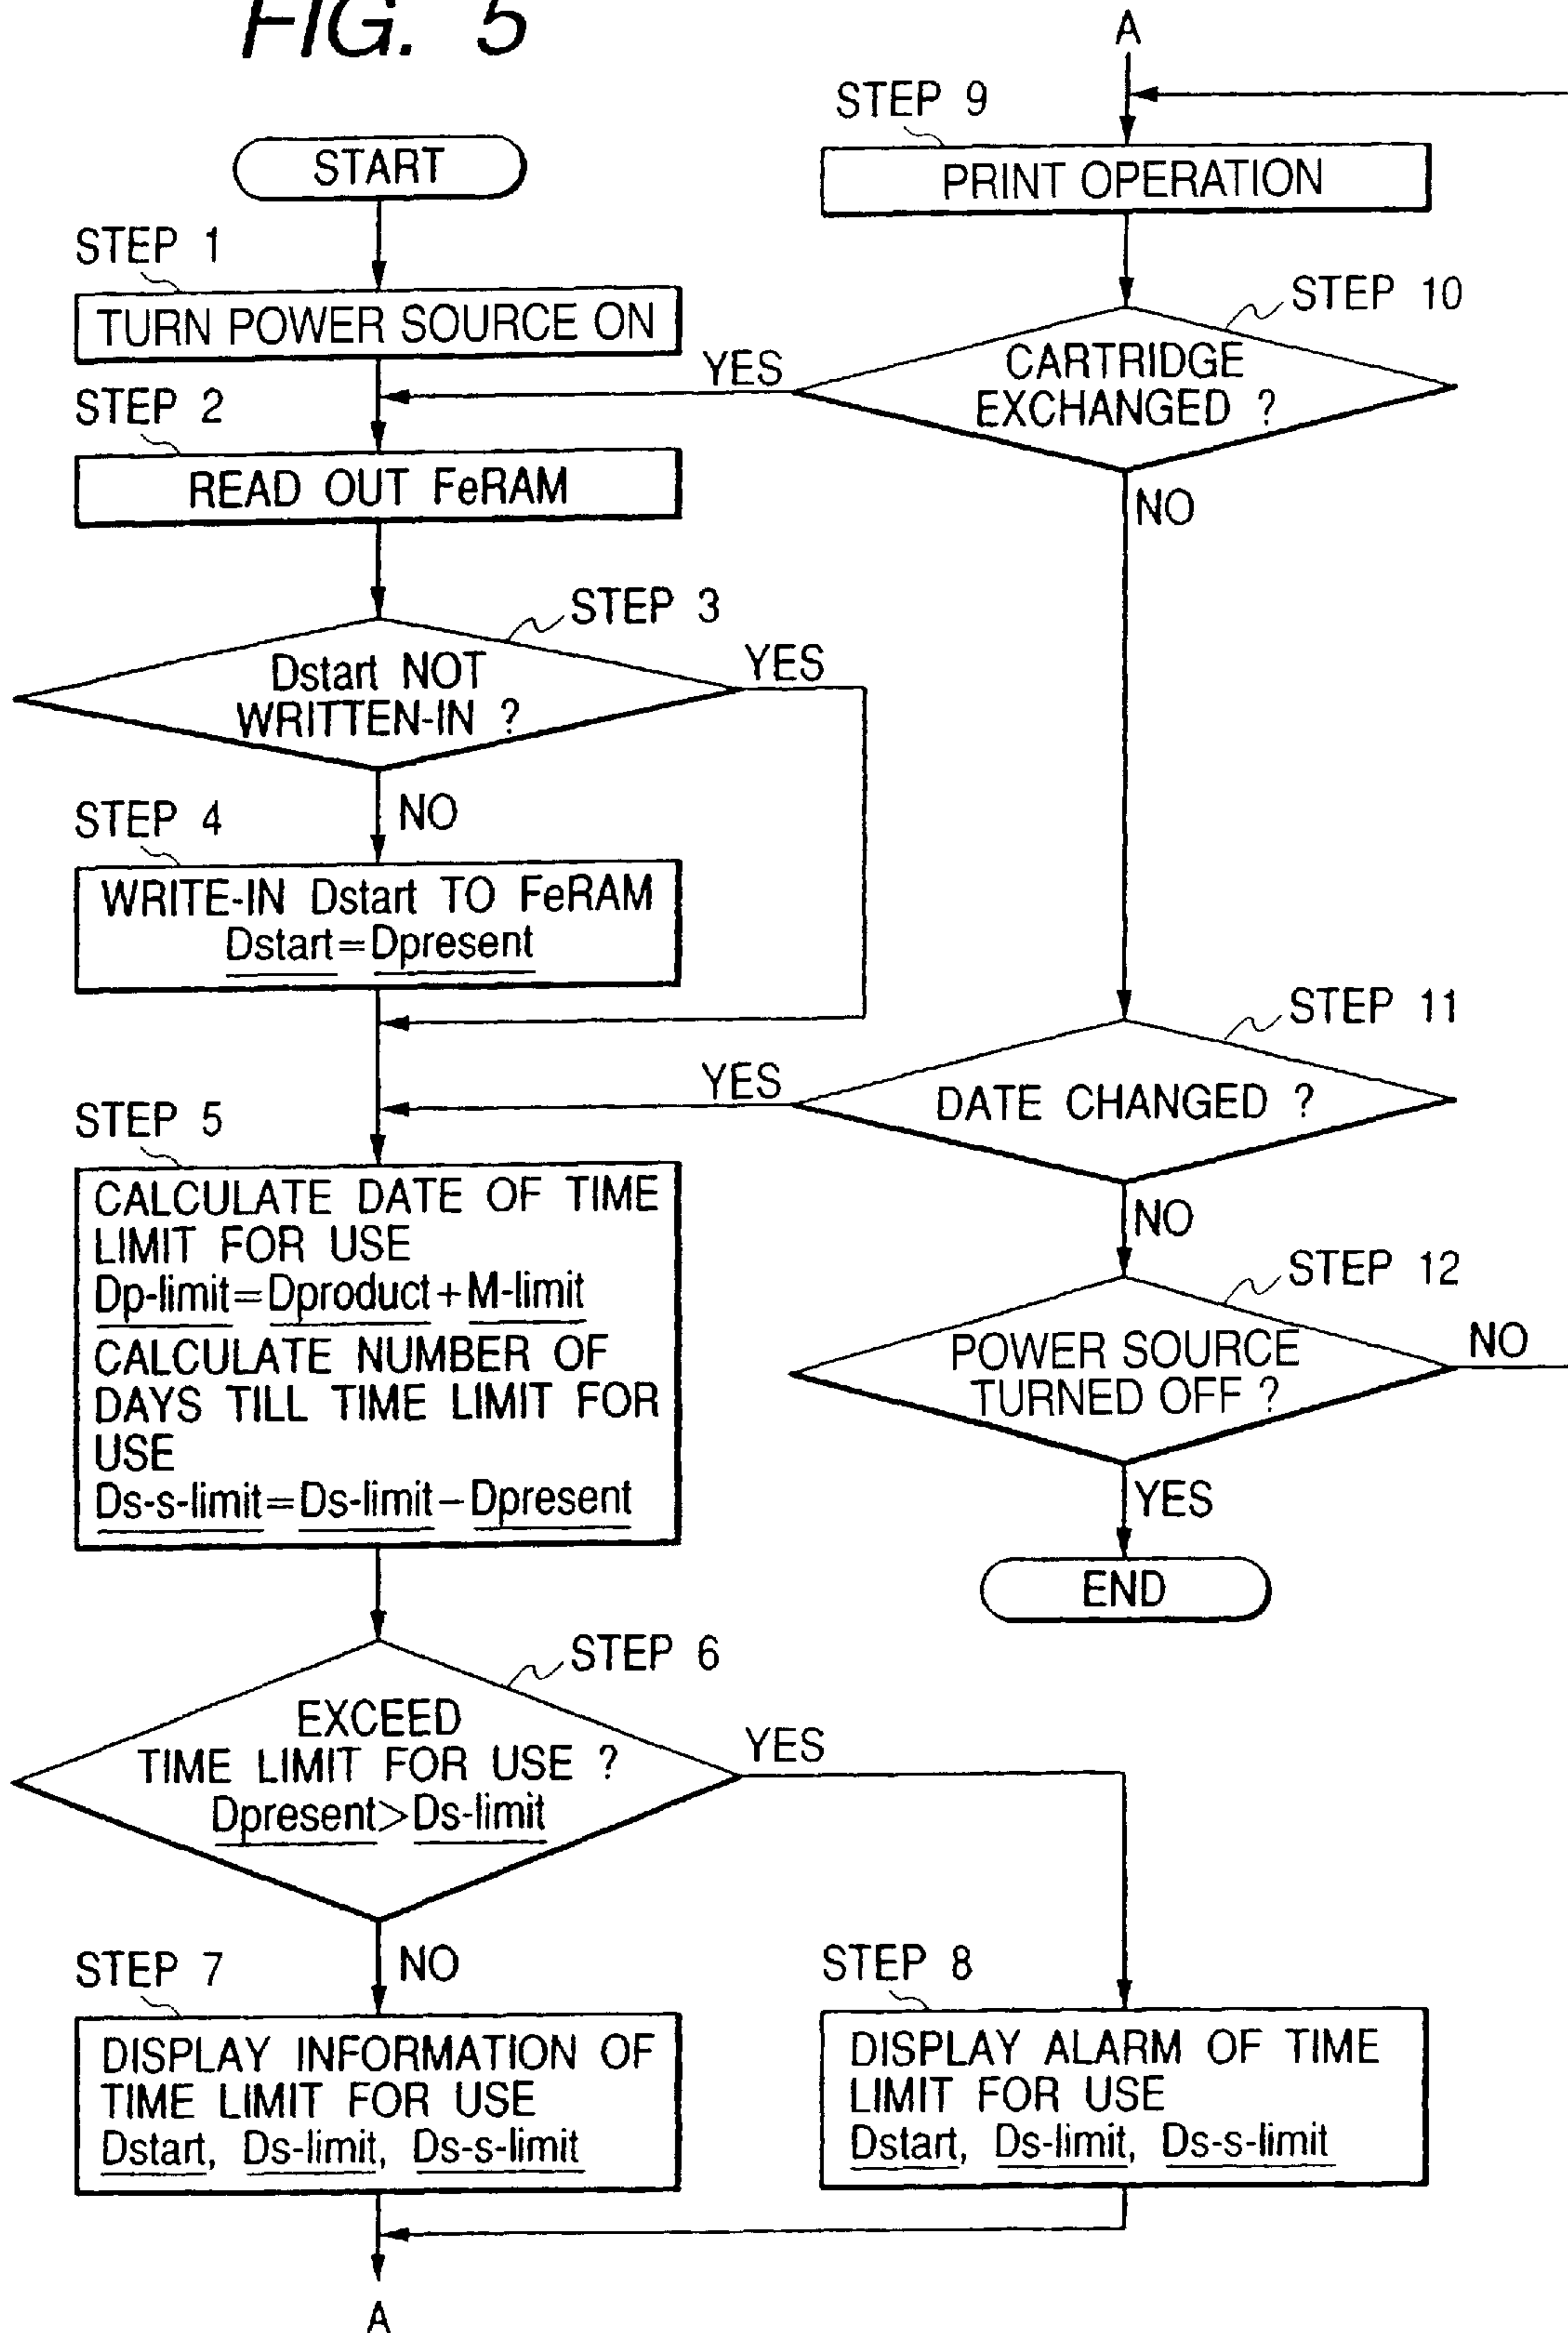 FIG. 5
START
STEP 1
TURN POWER SOURCE ON
STEP 2
READ OUT FeRAM
STEP 3
Dstart NOT
WRITTEN-IN ?
YES
NO
STEP 4
WRITE-IN Dstart TO FeRAM
Dstart=Dpresent
STEP 5
CALCULATE DATE OF TIME
LIMIT FOR USE
Dp-limit=Dproduct+M-limit
CALCULATE NUMBER OF
DAYS TILL TIME LIMIT FOR
USE
Ds-s-limit=Ds-limit-Dpresent
STEP 6
EXCEED
TIME LIMIT FOR USE ?
Dpresent>Ds-limit
YES
NO
STEP 7
DISPLAY INFORMATION OF
TIME LIMIT FOR USE
Dstart, Ds-limit, Ds-s-limit
STEP 8
DISPLAY ALARM OF TIME
LIMIT FOR USE
Dstart, Ds-limit, Ds-s-limit
A
A
STEP 9
PRINT OPERATION
STEP 10
CARTRIDGE
EXCHANGED ?
YES
NO
STEP 11
DATE CHANGED ?
YES
NO
STEP 12
POWER SOURCE
TURNED OFF ?
NO
YES
END